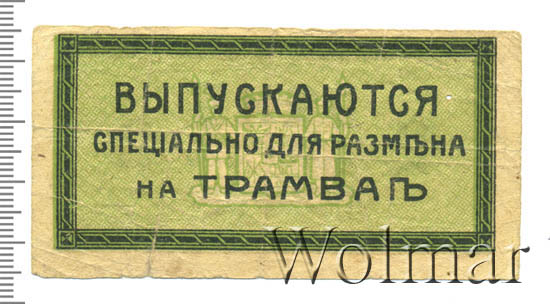 ВЫПУСКАЮТСЯ
СПЕЦІАЛЬНО ДЛЯ РАЗМѢНА
НА ТРАМВАѢ
Wolmar